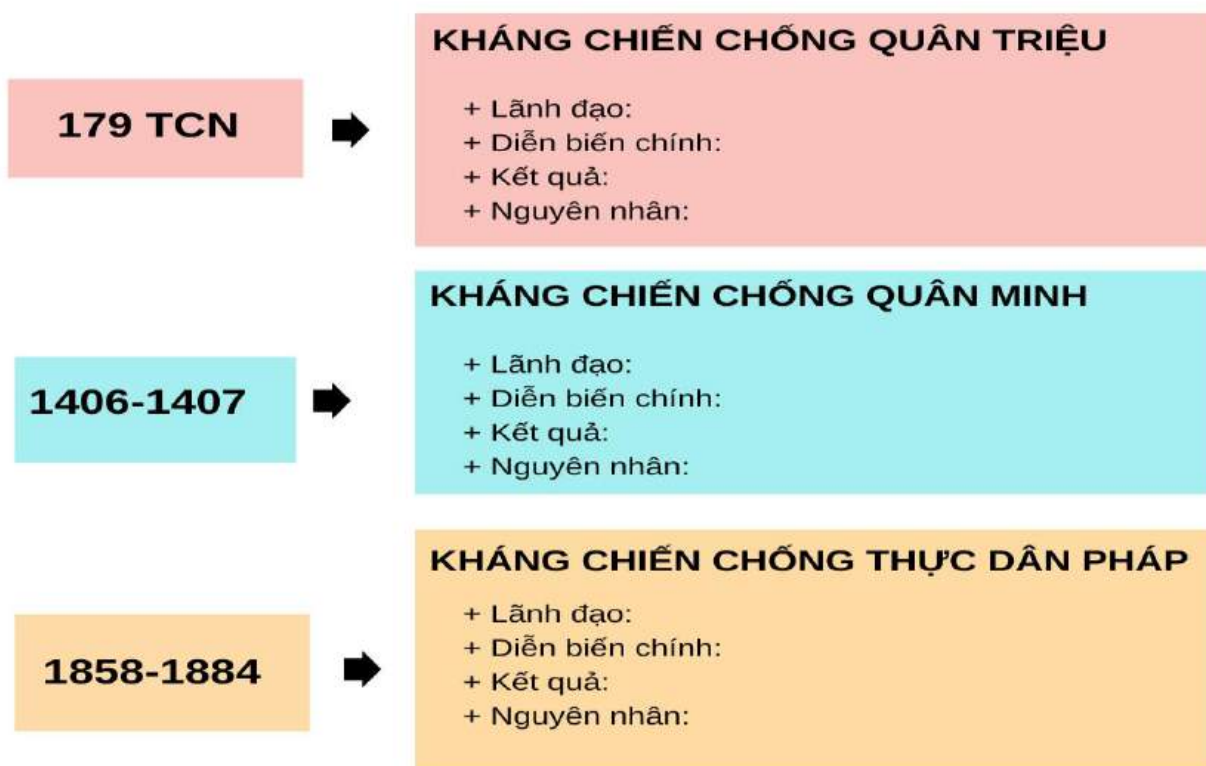 179 TCN
KHÁNG CHIẾN CHỐNG QUÂN TRIỆU
+ Lãnh đạo:
+ Diễn biến chính:
+ Kết quả:
+ Nguyên nhân:
1406-1407
KHÁNG CHIẾN CHỐNG QUÂN MINH
+ Lãnh đạo:
+ Diễn biến chính:
+ Kết quả:
+ Nguyên nhân:
1858-1884
KHÁNG CHIẾN CHỐNG THỰC DÂN PHÁP
+ Lãnh đạo:
+ Diễn biến chính:
+ Kết quả:
+ Nguyên nhân: